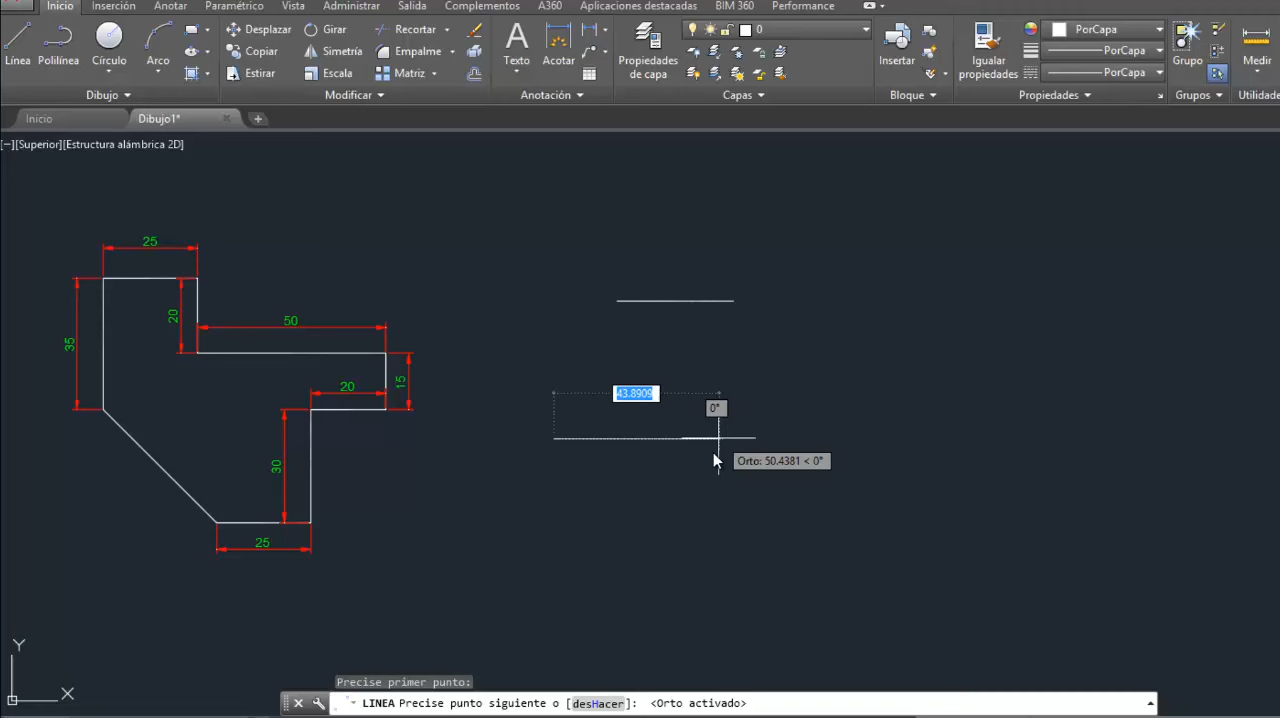 Inicio Inserción Anotar Paramétrico Vista Administrar Salida Complementos A360 Aplicaciones destacadas BIM 360 Performance
Línea Polilínea Círculo Arco
Desplazar Girar Recortar
Copiar Simetría Empalme
Estirar Escala Matriz
Texto Acotar
Propiedades de capa
0
Insertar
Igualar propiedades
PorCapa
PorCapa
PorCapa
Grupo
Medir
Dibujo Modificar Anotación Capas Bloque Propiedades Grupos Utilidade
Inicio Dibujo1*
[−][Superior][Estructura alámbrica 2D]
25
35
20
50
20
15
30
25
43.8909
0°
Orto: 50.4381 < 0°
Y
X
Precise primer punto:
LINEA Precise punto siguiente o [desHacer]: <Orto activado>